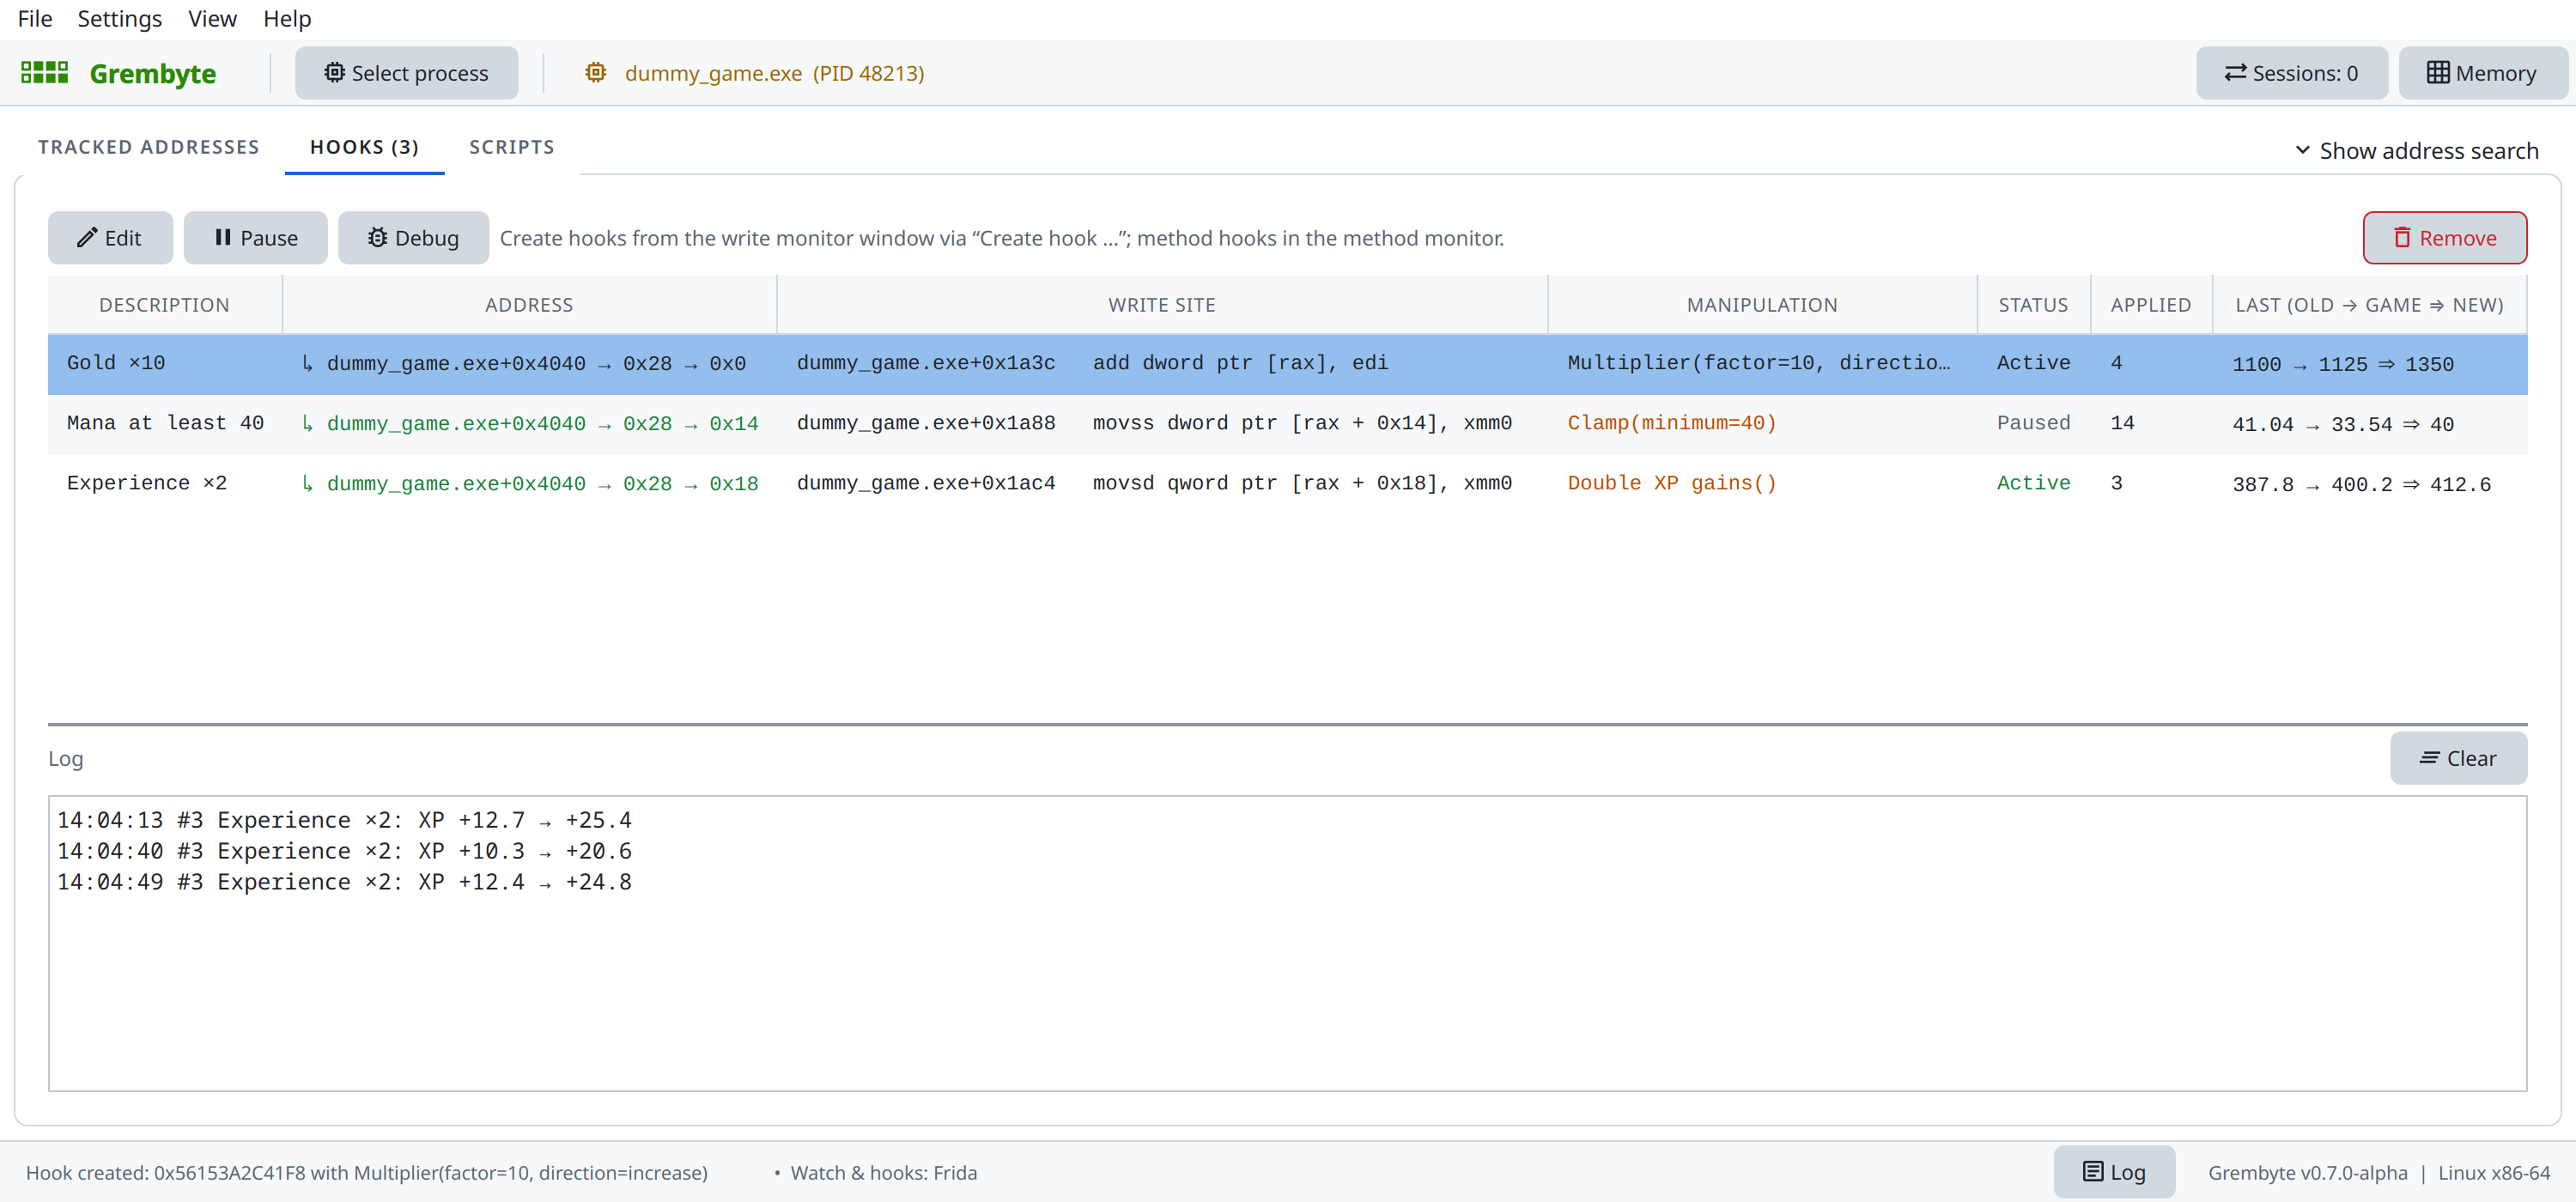 File Settings View Help
Grembyte Select process dummy_game.exe (PID 48213) Sessions: 0 Memory
TRACKED ADDRESSES HOOKS (3) SCRIPTS Show address search
Edit Pause Debug Create hooks from the write monitor window via “Create hook ...”; method hooks in the method monitor. Remove
DESCRIPTION ADDRESS WRITE SITE MANIPULATION STATUS APPLIED LAST (OLD → GAME ⇒ NEW)
Gold ×10 ↳ dummy_game.exe+0x4040 → 0x28 → 0x0 dummy_game.exe+0x1a3c add dword ptr [rax], edi Multiplier(factor=10, directio… Active 4 1100 → 1125 ⇒ 1350
Mana at least 40 ↳ dummy_game.exe+0x4040 → 0x28 → 0x14 dummy_game.exe+0x1a88 movss dword ptr [rax + 0x14], xmm0 Clamp(minimum=40) Paused 14 41.04 → 33.54 ⇒ 40
Experience ×2 ↳ dummy_game.exe+0x4040 → 0x28 → 0x18 dummy_game.exe+0x1ac4 movsd qword ptr [rax + 0x18], xmm0 Double XP gains() Active 3 387.8 → 400.2 ⇒ 412.6
Log Clear
14:04:13 #3 Experience ×2: XP +12.7 → +25.4
14:04:40 #3 Experience ×2: XP +10.3 → +20.6
14:04:49 #3 Experience ×2: XP +12.4 → +24.8
Hook created: 0x56153A2C41F8 with Multiplier(factor=10, direction=increase) • Watch & hooks: Frida Log Grembyte v0.7.0-alpha | Linux x86-64